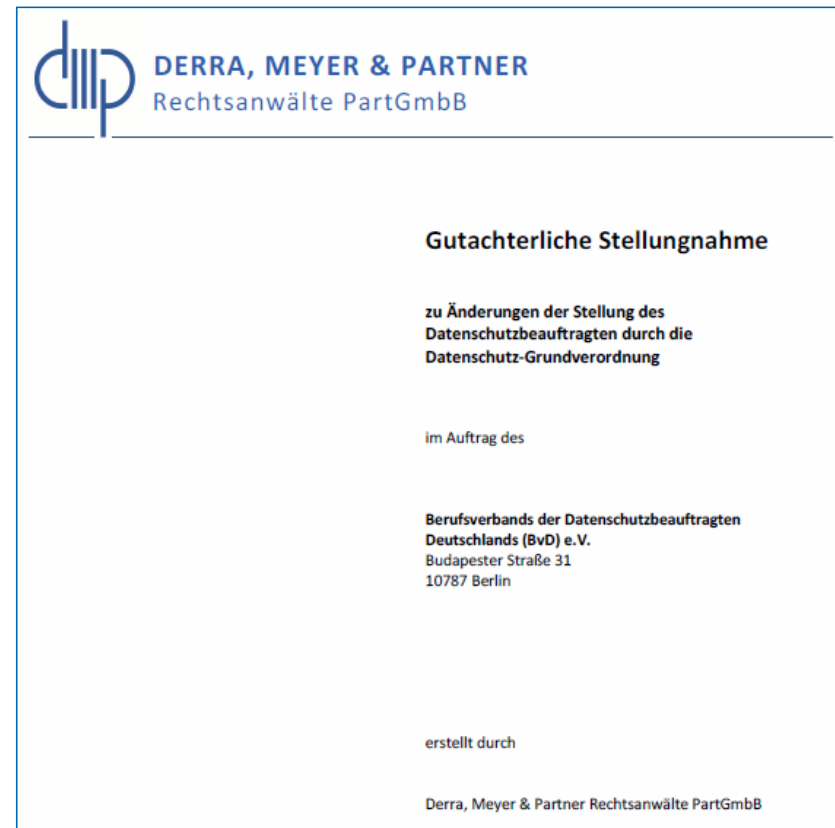 dmp
DERRA, MEYER & PARTNER
Rechtsanwälte PartGmbB
Gutachterliche Stellungnahme
zu Änderungen der Stellung des
Datenschutzbeauftragten durch die
Datenschutz-Grundverordnung
im Auftrag des
Berufsverbands der Datenschutzbeauftragten
Deutschlands (BvD) e.V.
Budapester Straße 31
10787 Berlin
erstellt durch
Derra, Meyer & Partner Rechtsanwälte PartGmbB